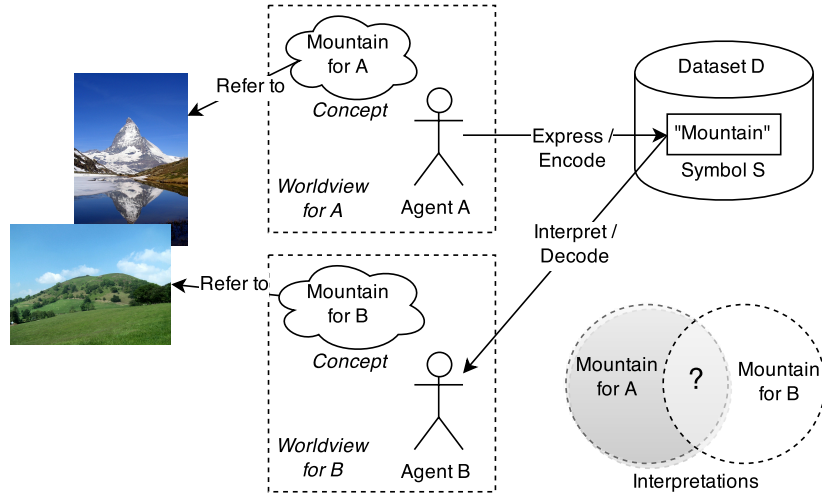 Mountain
for A
Refer to
Concept
Worldview
for A
Agent A
Express /
Encode
Dataset D
"Mountain"
Symbol S
Interpret /
Decode
Refer to
Mountain
for B
Concept
Worldview
for B
Agent B
Mountain
for A
?
Mountain
for B
Interpretations